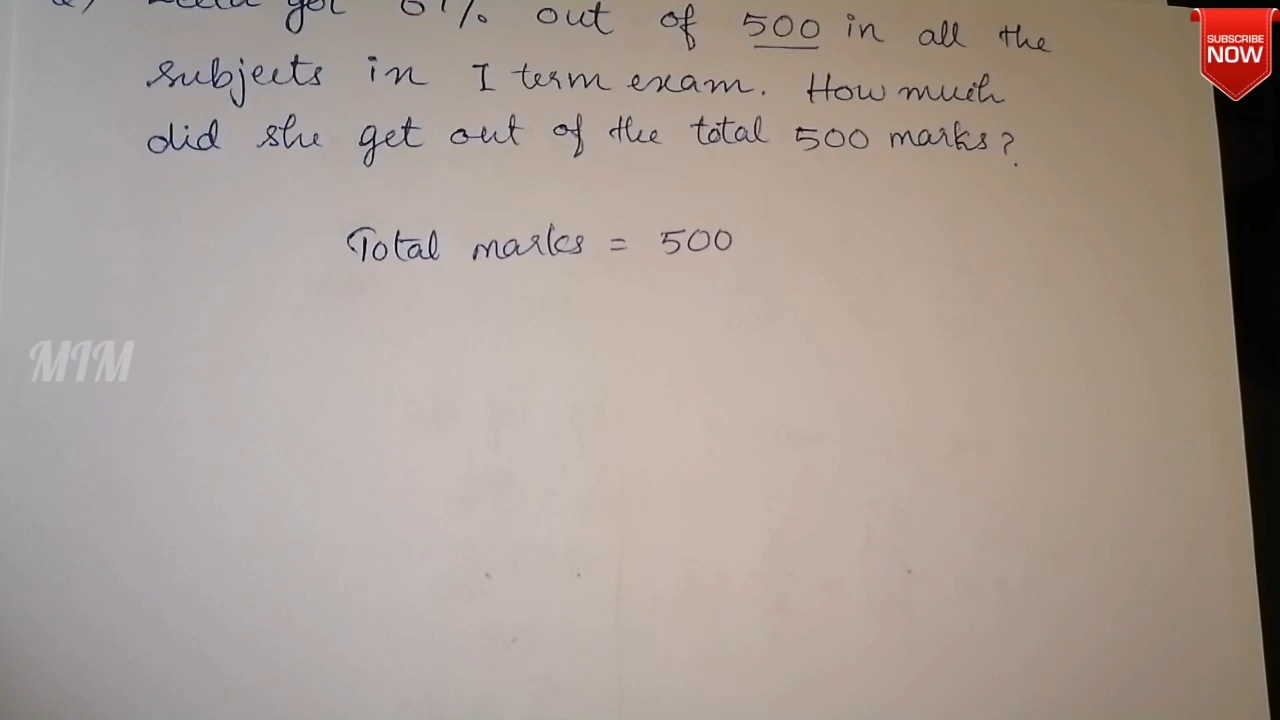 get % out of 500 in all the
subjects in I term exam. How much
did she get out of the total 500 marks?
Total marks = 500
MIM
SUBSCRIBE
NOW